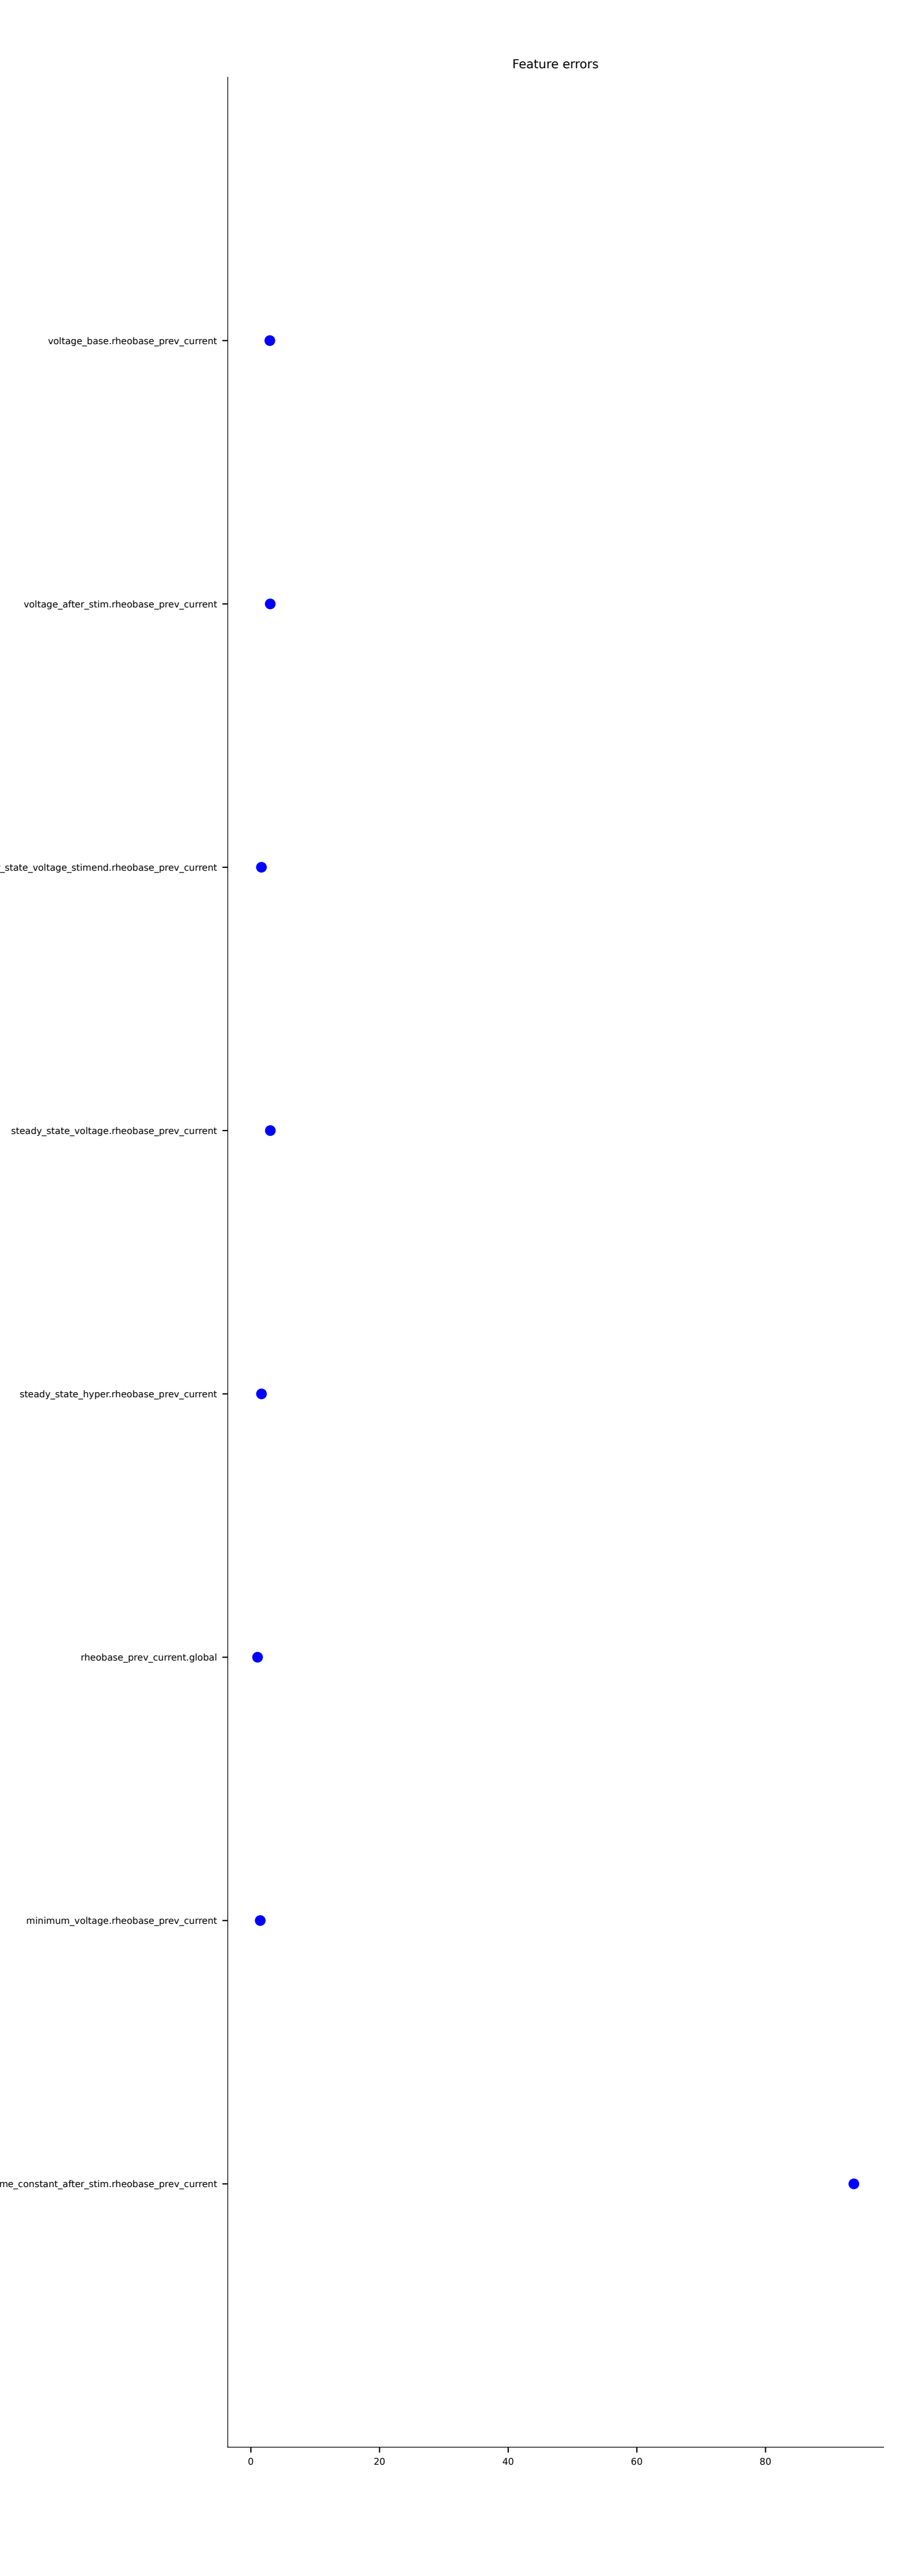 Feature errors
voltage_base.rheobase_prev_current
voltage_after_stim.rheobase_prev_current
_state_voltage_stimend.rheobase_prev_current
steady_state_voltage.rheobase_prev_current
steady_state_hyper.rheobase_prev_current
rheobase_prev_current.global
minimum_voltage.rheobase_prev_current
me_constant_after_stim.rheobase_prev_current
0 20 40 60 80